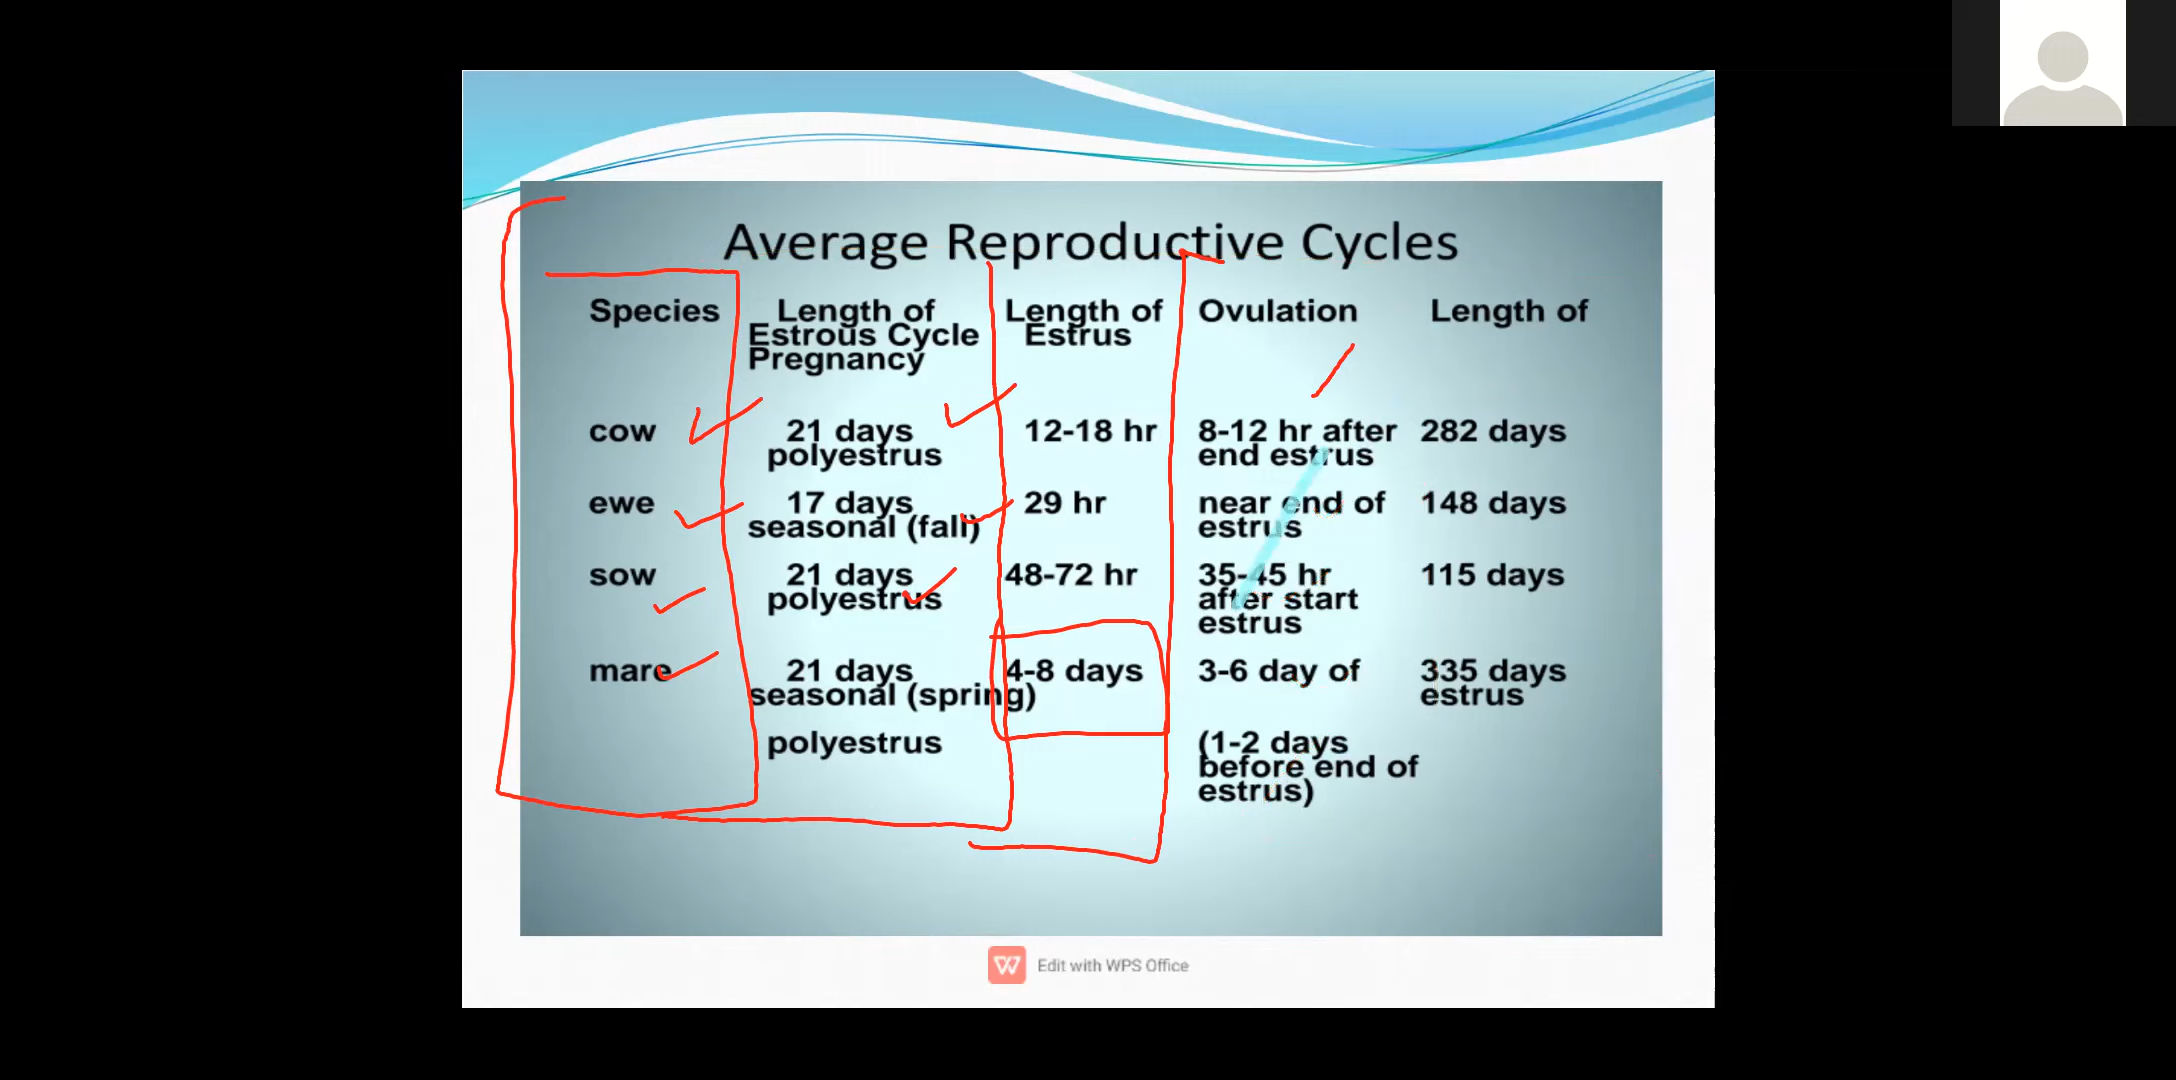 Average Reproductive Cycles
Species Length of Length of Ovulation Length of
Estrous Cycle Estrus
Pregnancy
cow 21 days 12-18 hr 8-12 hr after 282 days
polyestrus end estrus
ewe 17 days 29 hr near end of 148 days
seasonal (fall) estrus
sow 21 days 48-72 hr 35-45 hr 115 days
polyestrus after start
estrus
mare 21 days 4-8 days 3-6 day of 335 days
seasonal (spring) estrus
polyestrus (1-2 days
before end of
estrus)
Edit with WPS Office